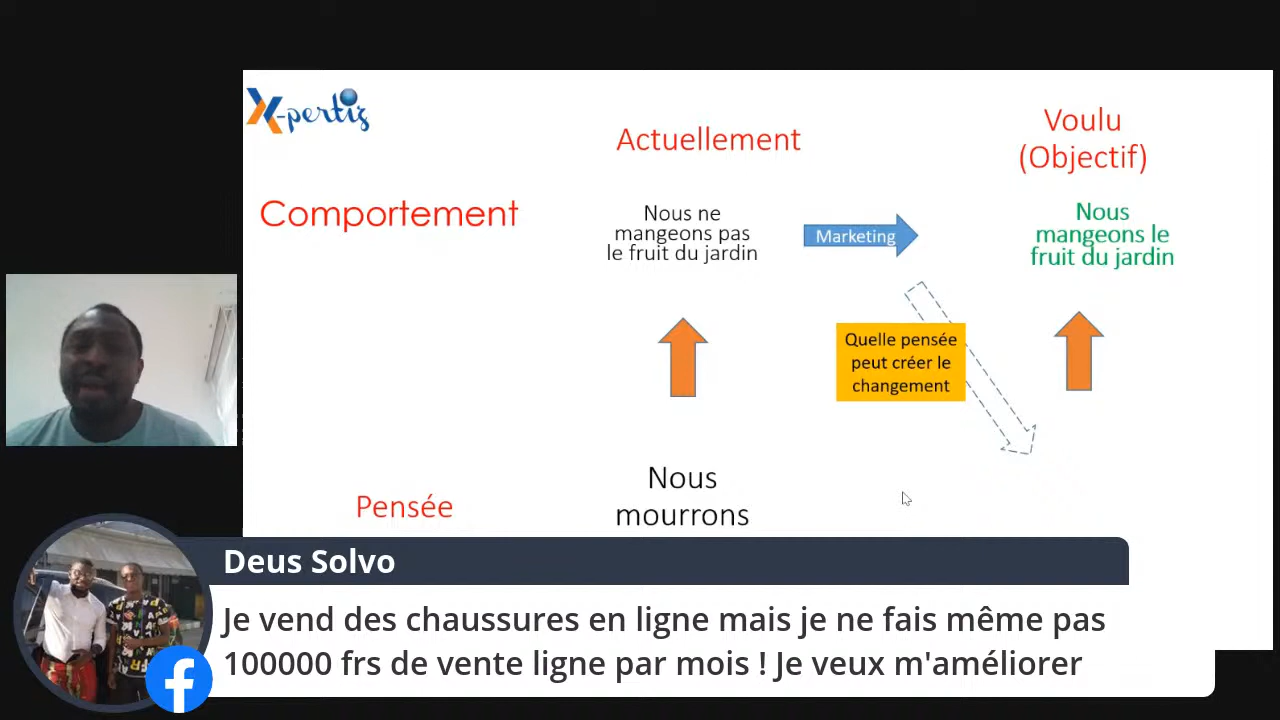 X-pertiz
Actuellement
Voulu
(Objectif)
Comportement
Nous ne
mangeons pas
le fruit du jardin
Marketing
Nous
mangeons le
fruit du jardin
Quelle pensée
peut créer le
changement
Pensée
Nous
mourrons
Deus Solvo
Je vend des chaussures en ligne mais je ne fais même pas
100000 frs de vente ligne par mois ! Je veux m'améliorer